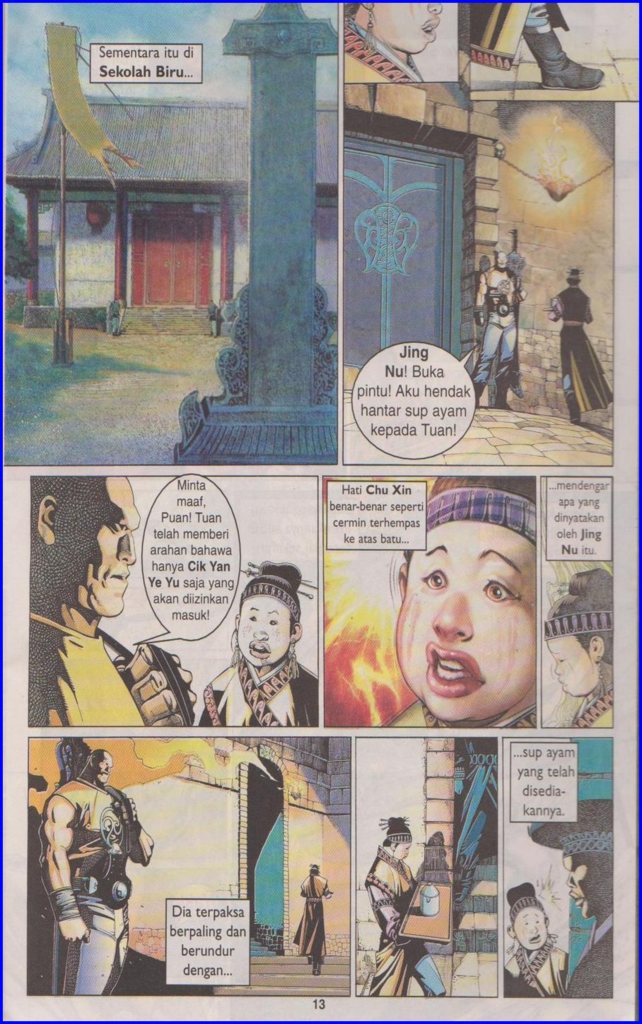 Sementara itu di
Sekolah Biru...
Jing
Nu! Buka
pintu! Aku hendak
hantar sup ayam
kepada Tuan!
Minta
maaf,
Puan! Tuan
telah memberi
arahan bahawa
hanya Cik Yan
Ye Yu saja yang
akan diizinkan
masuk!
Hati Chu Xin
benar-benar seperti
cermin terhempas
ke atas batu...
...mendengar
apa yang
dinyatakan
oleh Jing
Nu itu.
Dia terpaksa
berpaling dan
berundur
dengan...
...sup ayam
yang telah
disedia-
kannya.
13